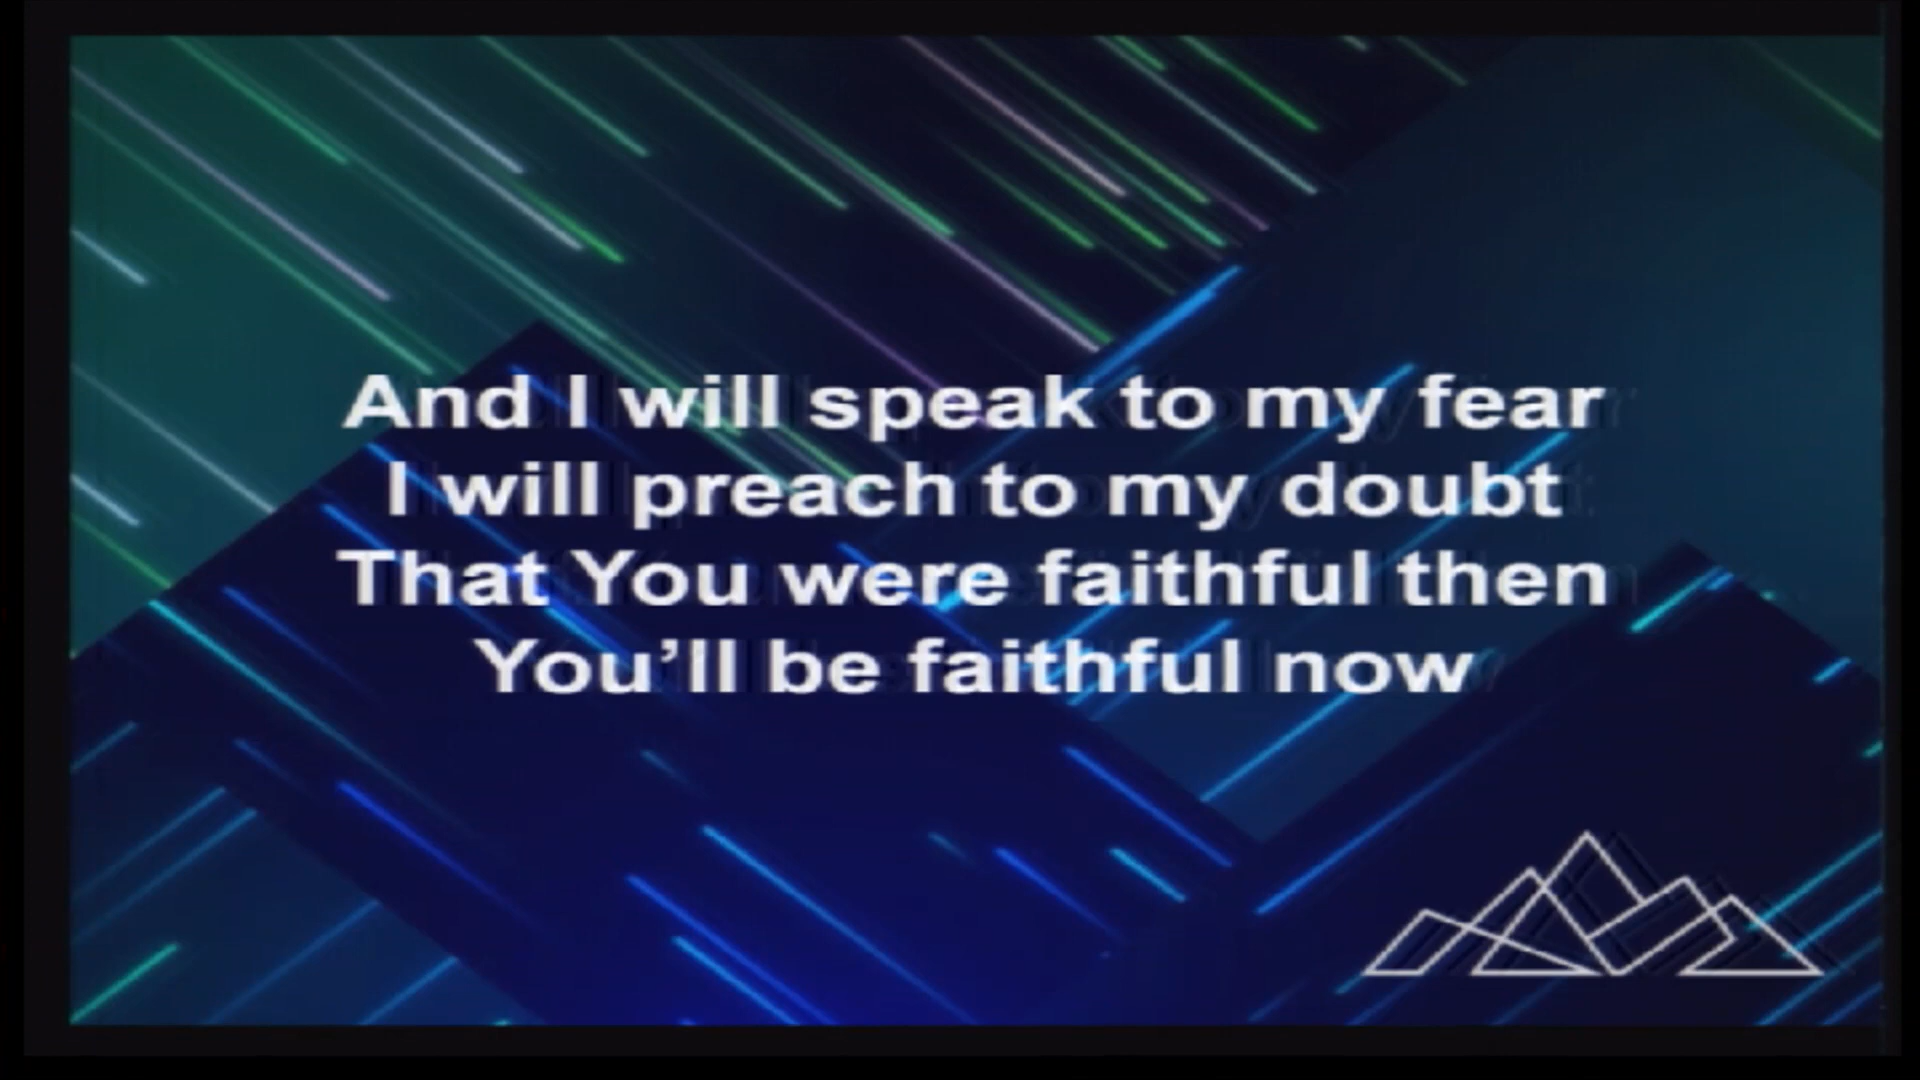 And I will speak to my fear
I will preach to my doubt
That You were faithful then
You’ll be faithful now